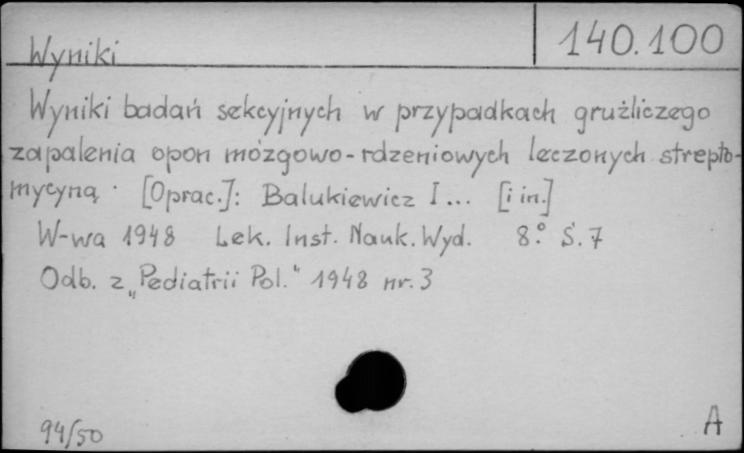 Wyniki
140.100
Wyniki badań sekcyjnych w przypadkach gruźliczego
zapalenia opon mózgowo-rdzeniowych leczonych strepto-
mycyną. [Oprac.]: Balukiewicz I... [i in.]
W-wa 1948 Lek. Inst. Nauk. Wyd. 8° S. 7
Odb. z „Pediatrii Pol." 1948 nr. 3
94/50
A